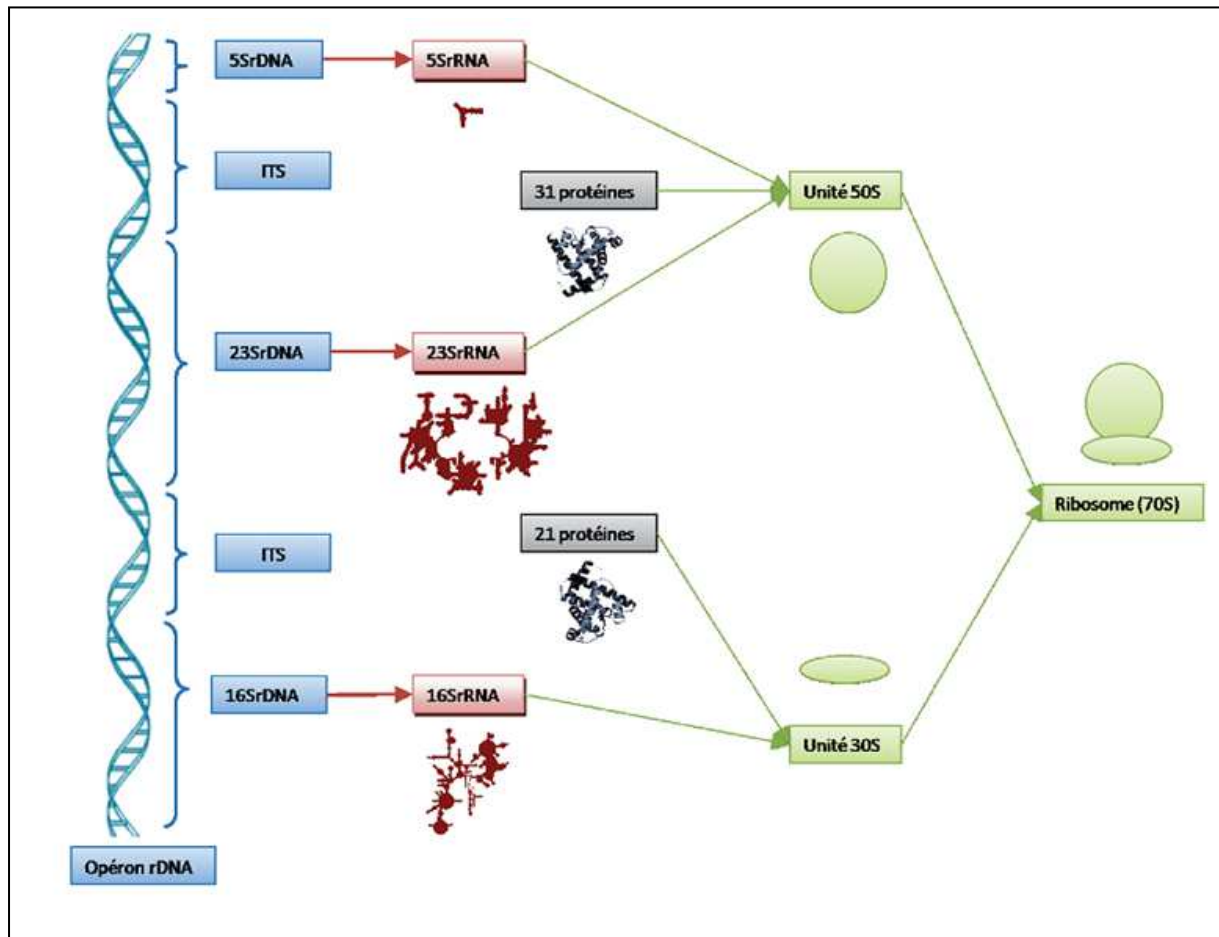 5SrDNA
5SrRNA
ITS
31 protéines
Unité 50S
23SrDNA
23SrRNA
Ribosome (70S)
21 protéines
ITS
16SrDNA
16SrRNA
Unité 30S
Opéron rDNA